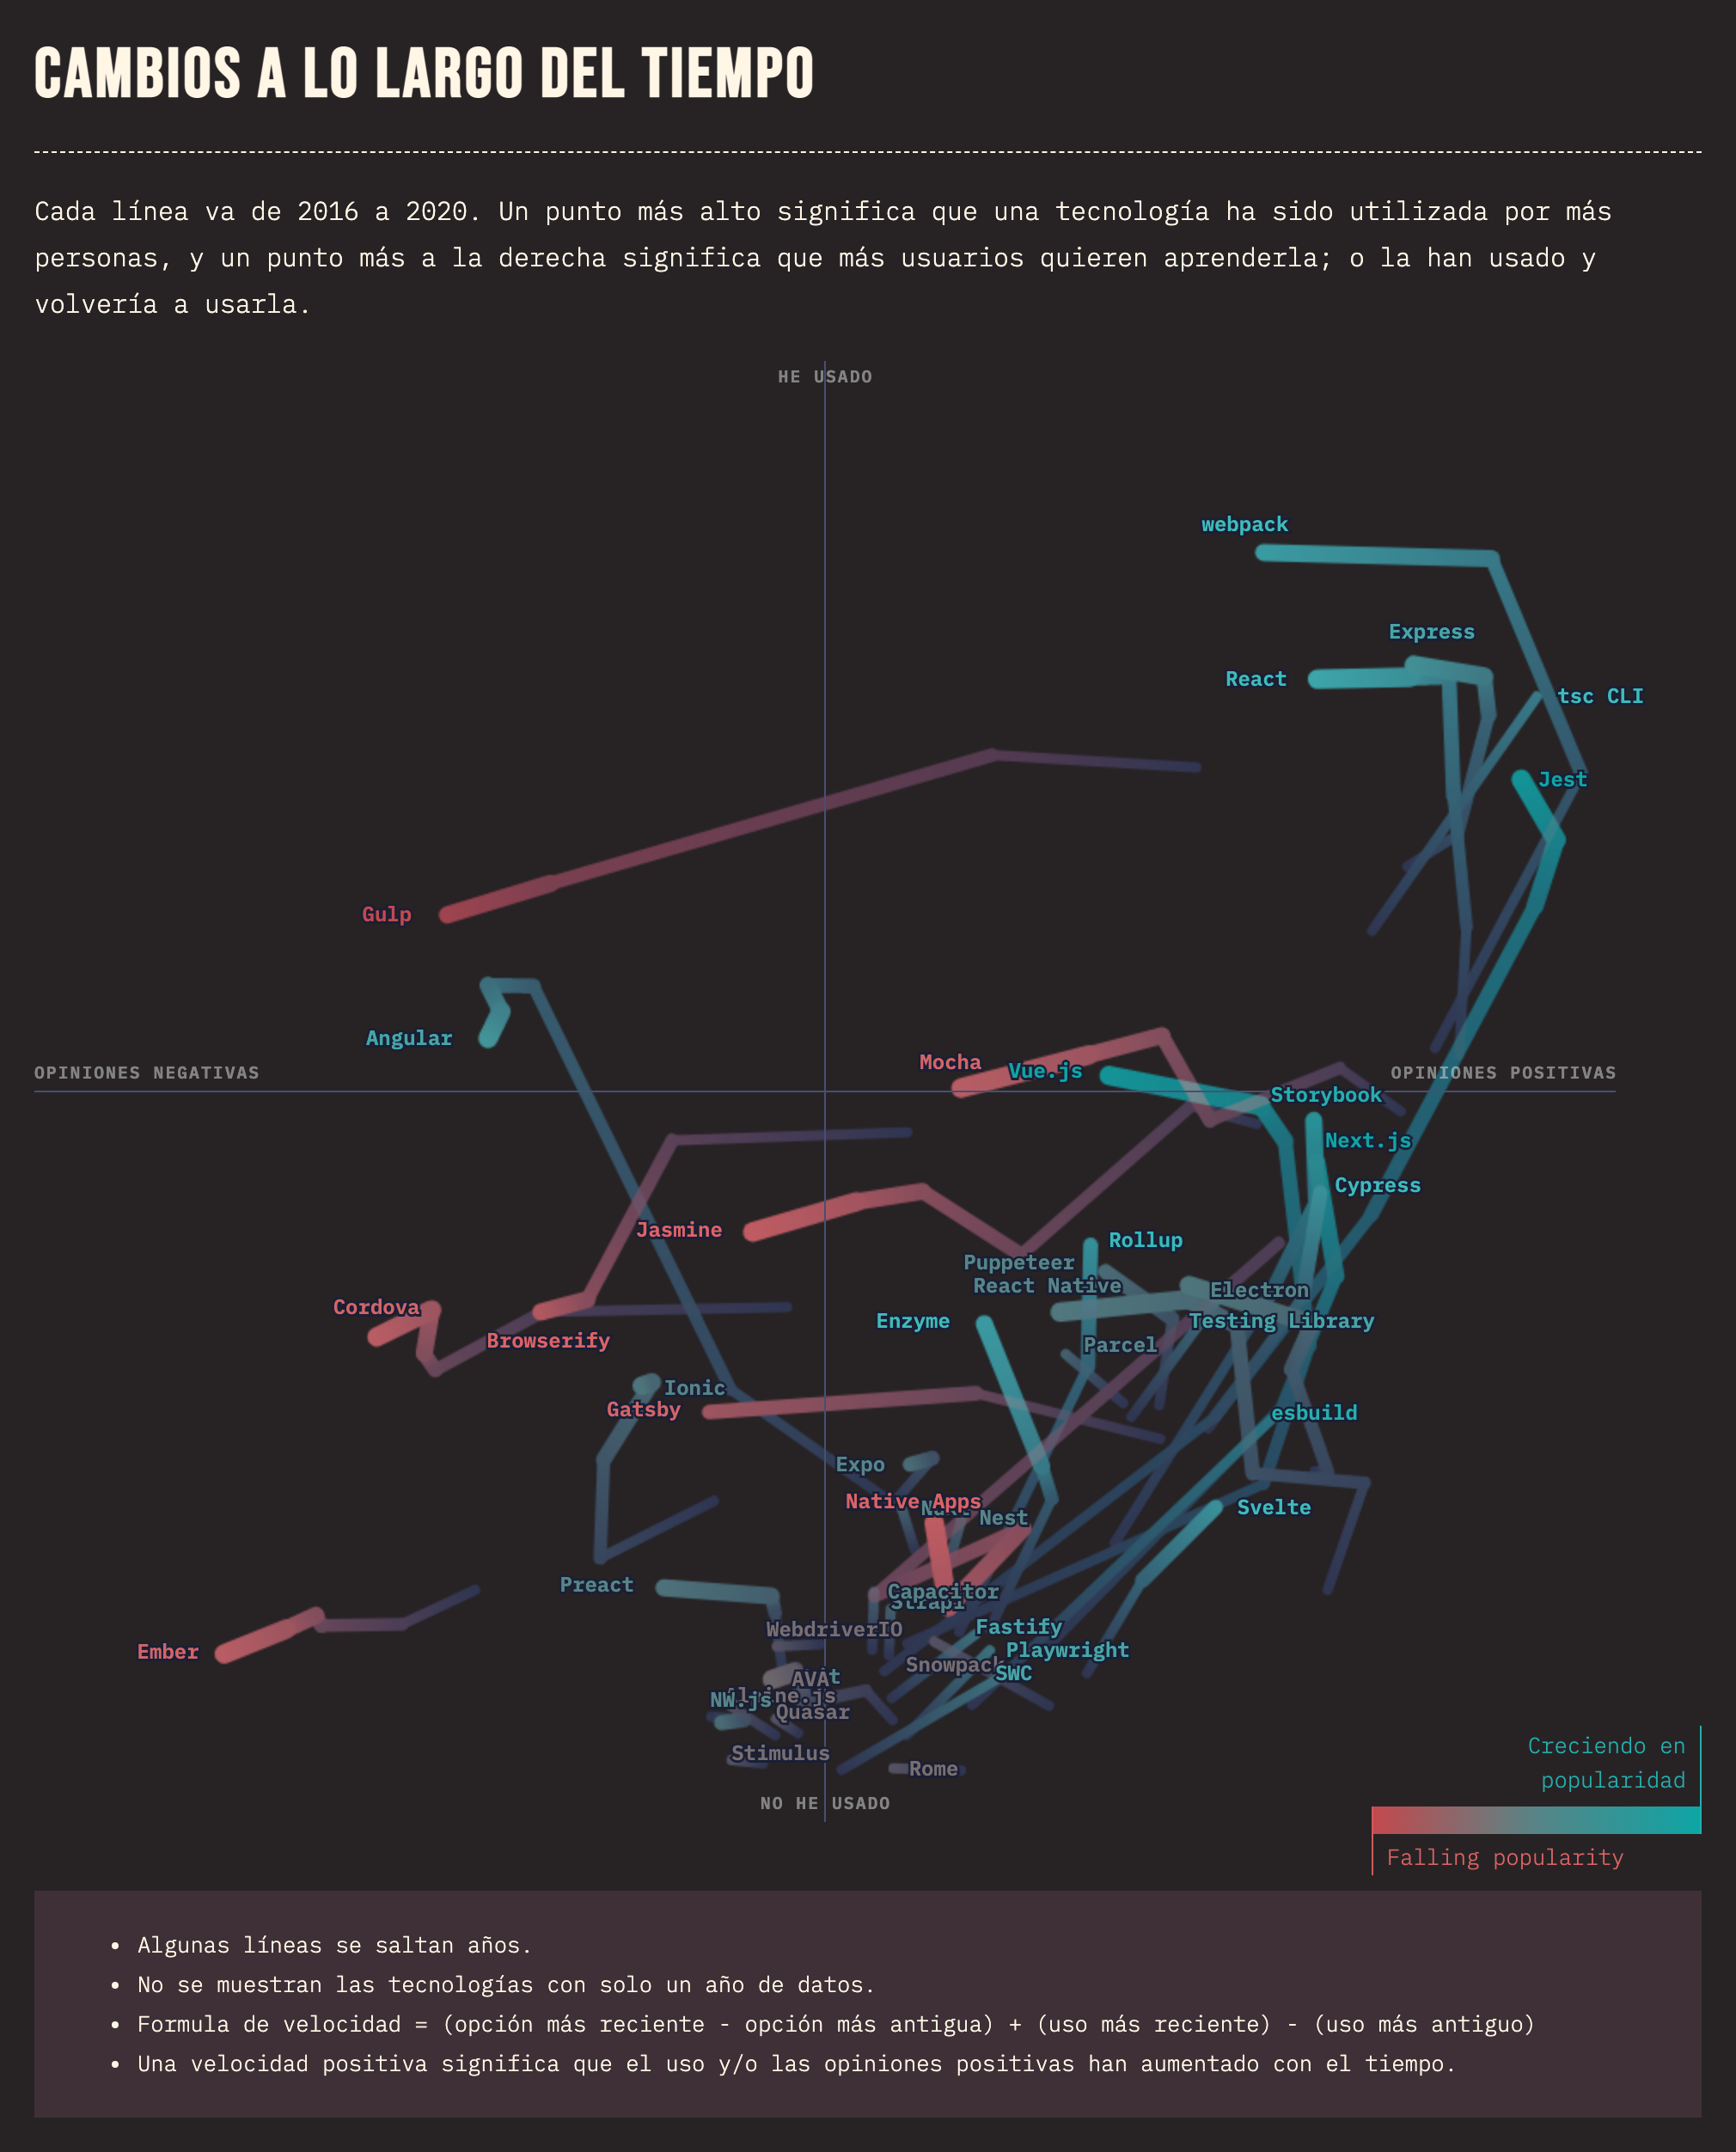 CAMBIOS A LO LARGO DEL TIEMPO
Cada línea va de 2016 a 2020. Un punto más alto significa que una tecnología ha sido utilizada por más
personas, y un punto más a la derecha significa que más usuarios quieren aprenderla; o la han usado y
volvería a usarla.
HE USADO
webpack
Express
React
tsc CLI
Jest
Gulp
Angular
Mocha
Vue.js
OPINIONES NEGATIVAS
OPINIONES POSITIVAS
Storybook
Next.js
Cypress
Jasmine
Rollup
Puppeteer
React Native
Electron
Cordova
Enzyme
Testing Library
Browserify
Parcel
Ionic
Gatsby
esbuild
Expo
Native Apps
Svelte
Nest
Preact
Capacitor
Strapi
Fastify
WebdriverIO
Ember
Playwright
Snowpack
SWC
AVA
Alpine.js
NW.js
Quasar
Stimulus
Rome
NO HE USADO
Creciendo en
popularidad
Falling popularity
• Algunas líneas se saltan años.
• No se muestran las tecnologías con solo un año de datos.
• Formula de velocidad = (opción más reciente - opción más antigua) + (uso más reciente) - (uso más antiguo)
• Una velocidad positiva significa que el uso y/o las opiniones positivas han aumentado con el tiempo.